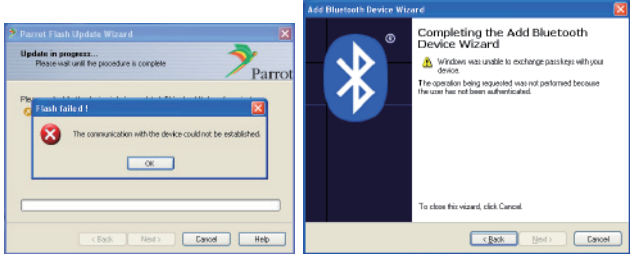 Parrot Flash Update Wizard
Update in progress...
Please wait until the procedure is complete
Parrot
Flash failed !
The communication with the device could not be established.
OK
< Back
Next >
Cancel
Help
Add Bluetooth Device Wizard
Completing the Add Bluetooth
Device Wizard
Windows was unable to exchange passkeys with your
device.
The operation being requested was not performed because
the user has not been authenticated.
To close this wizard, click Cancel.
< Back
Next >
Cancel